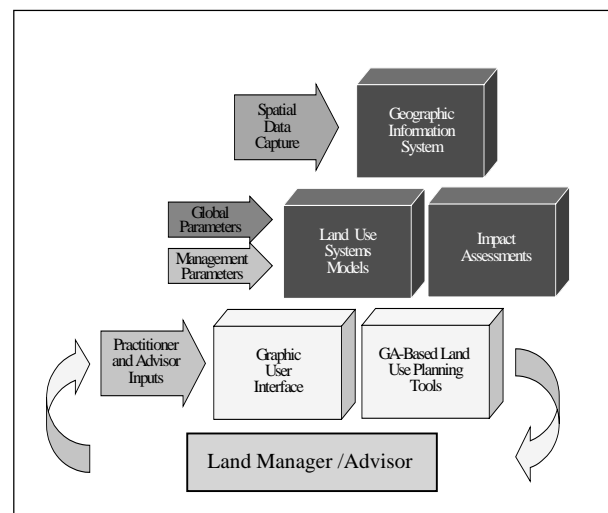 Spatial
Data
Capture
Geographic
Information
System
Global
Parameters
Management
Parameters
Land Use
Systems
Models
Impact
Assessments
Practitioner
and Advisor
Inputs
Graphic
User
Interface
GA-Based Land
Use Planning
Tools
Land Manager /Advisor